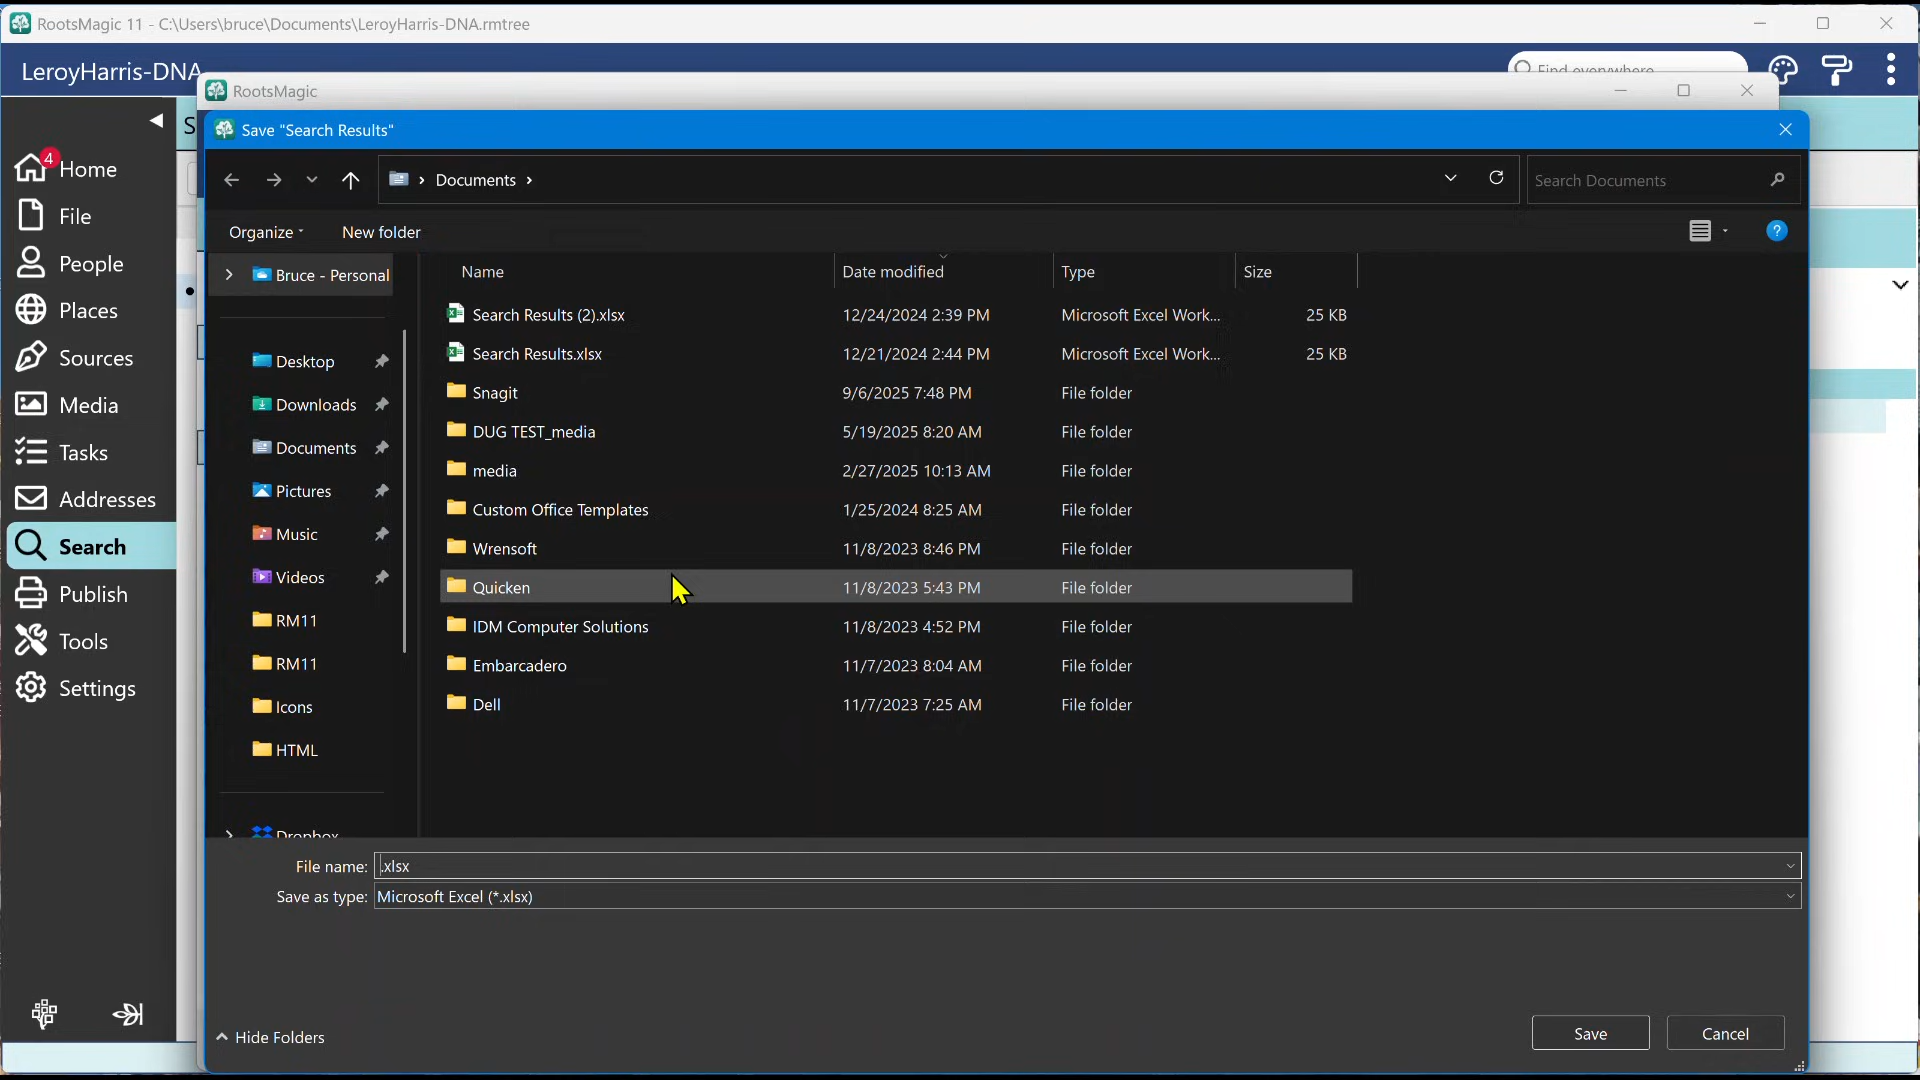 RootsMagic 11 - C:\Users\bruce\Documents\LeroyHarris-DNA.rmtree
LeroyHarris-DNA
Find everywhere
RootsMagic
Save "Search Results"
Documents
Search Documents
Organize
New folder
4
Home
File
People
Places
Sources
Media
Tasks
Addresses
Search
Publish
Tools
Settings
Bruce - Personal
Desktop
Downloads
Documents
Pictures
Music
Videos
RM11
RM11
Icons
HTML
Dropbox
Name Date modified Type Size
Search Results (2).xlsx 12/24/2024 2:39 PM Microsoft Excel Work... 25 KB
Search Results.xlsx 12/21/2024 2:44 PM Microsoft Excel Work... 25 KB
Snagit 9/6/2025 7:48 PM File folder
DUG TEST_media 5/19/2025 8:20 AM File folder
media 2/27/2025 10:13 AM File folder
Custom Office Templates 1/25/2024 8:25 AM File folder
Wrensoft 11/8/2023 8:46 PM File folder
Quicken 11/8/2023 5:43 PM File folder
IDM Computer Solutions 11/8/2023 4:52 PM File folder
Embarcadero 11/7/2023 8:04 AM File folder
Dell 11/7/2023 7:25 AM File folder
File name: .xlsx
Save as type: Microsoft Excel (*.xlsx)
Hide Folders
Save
Cancel